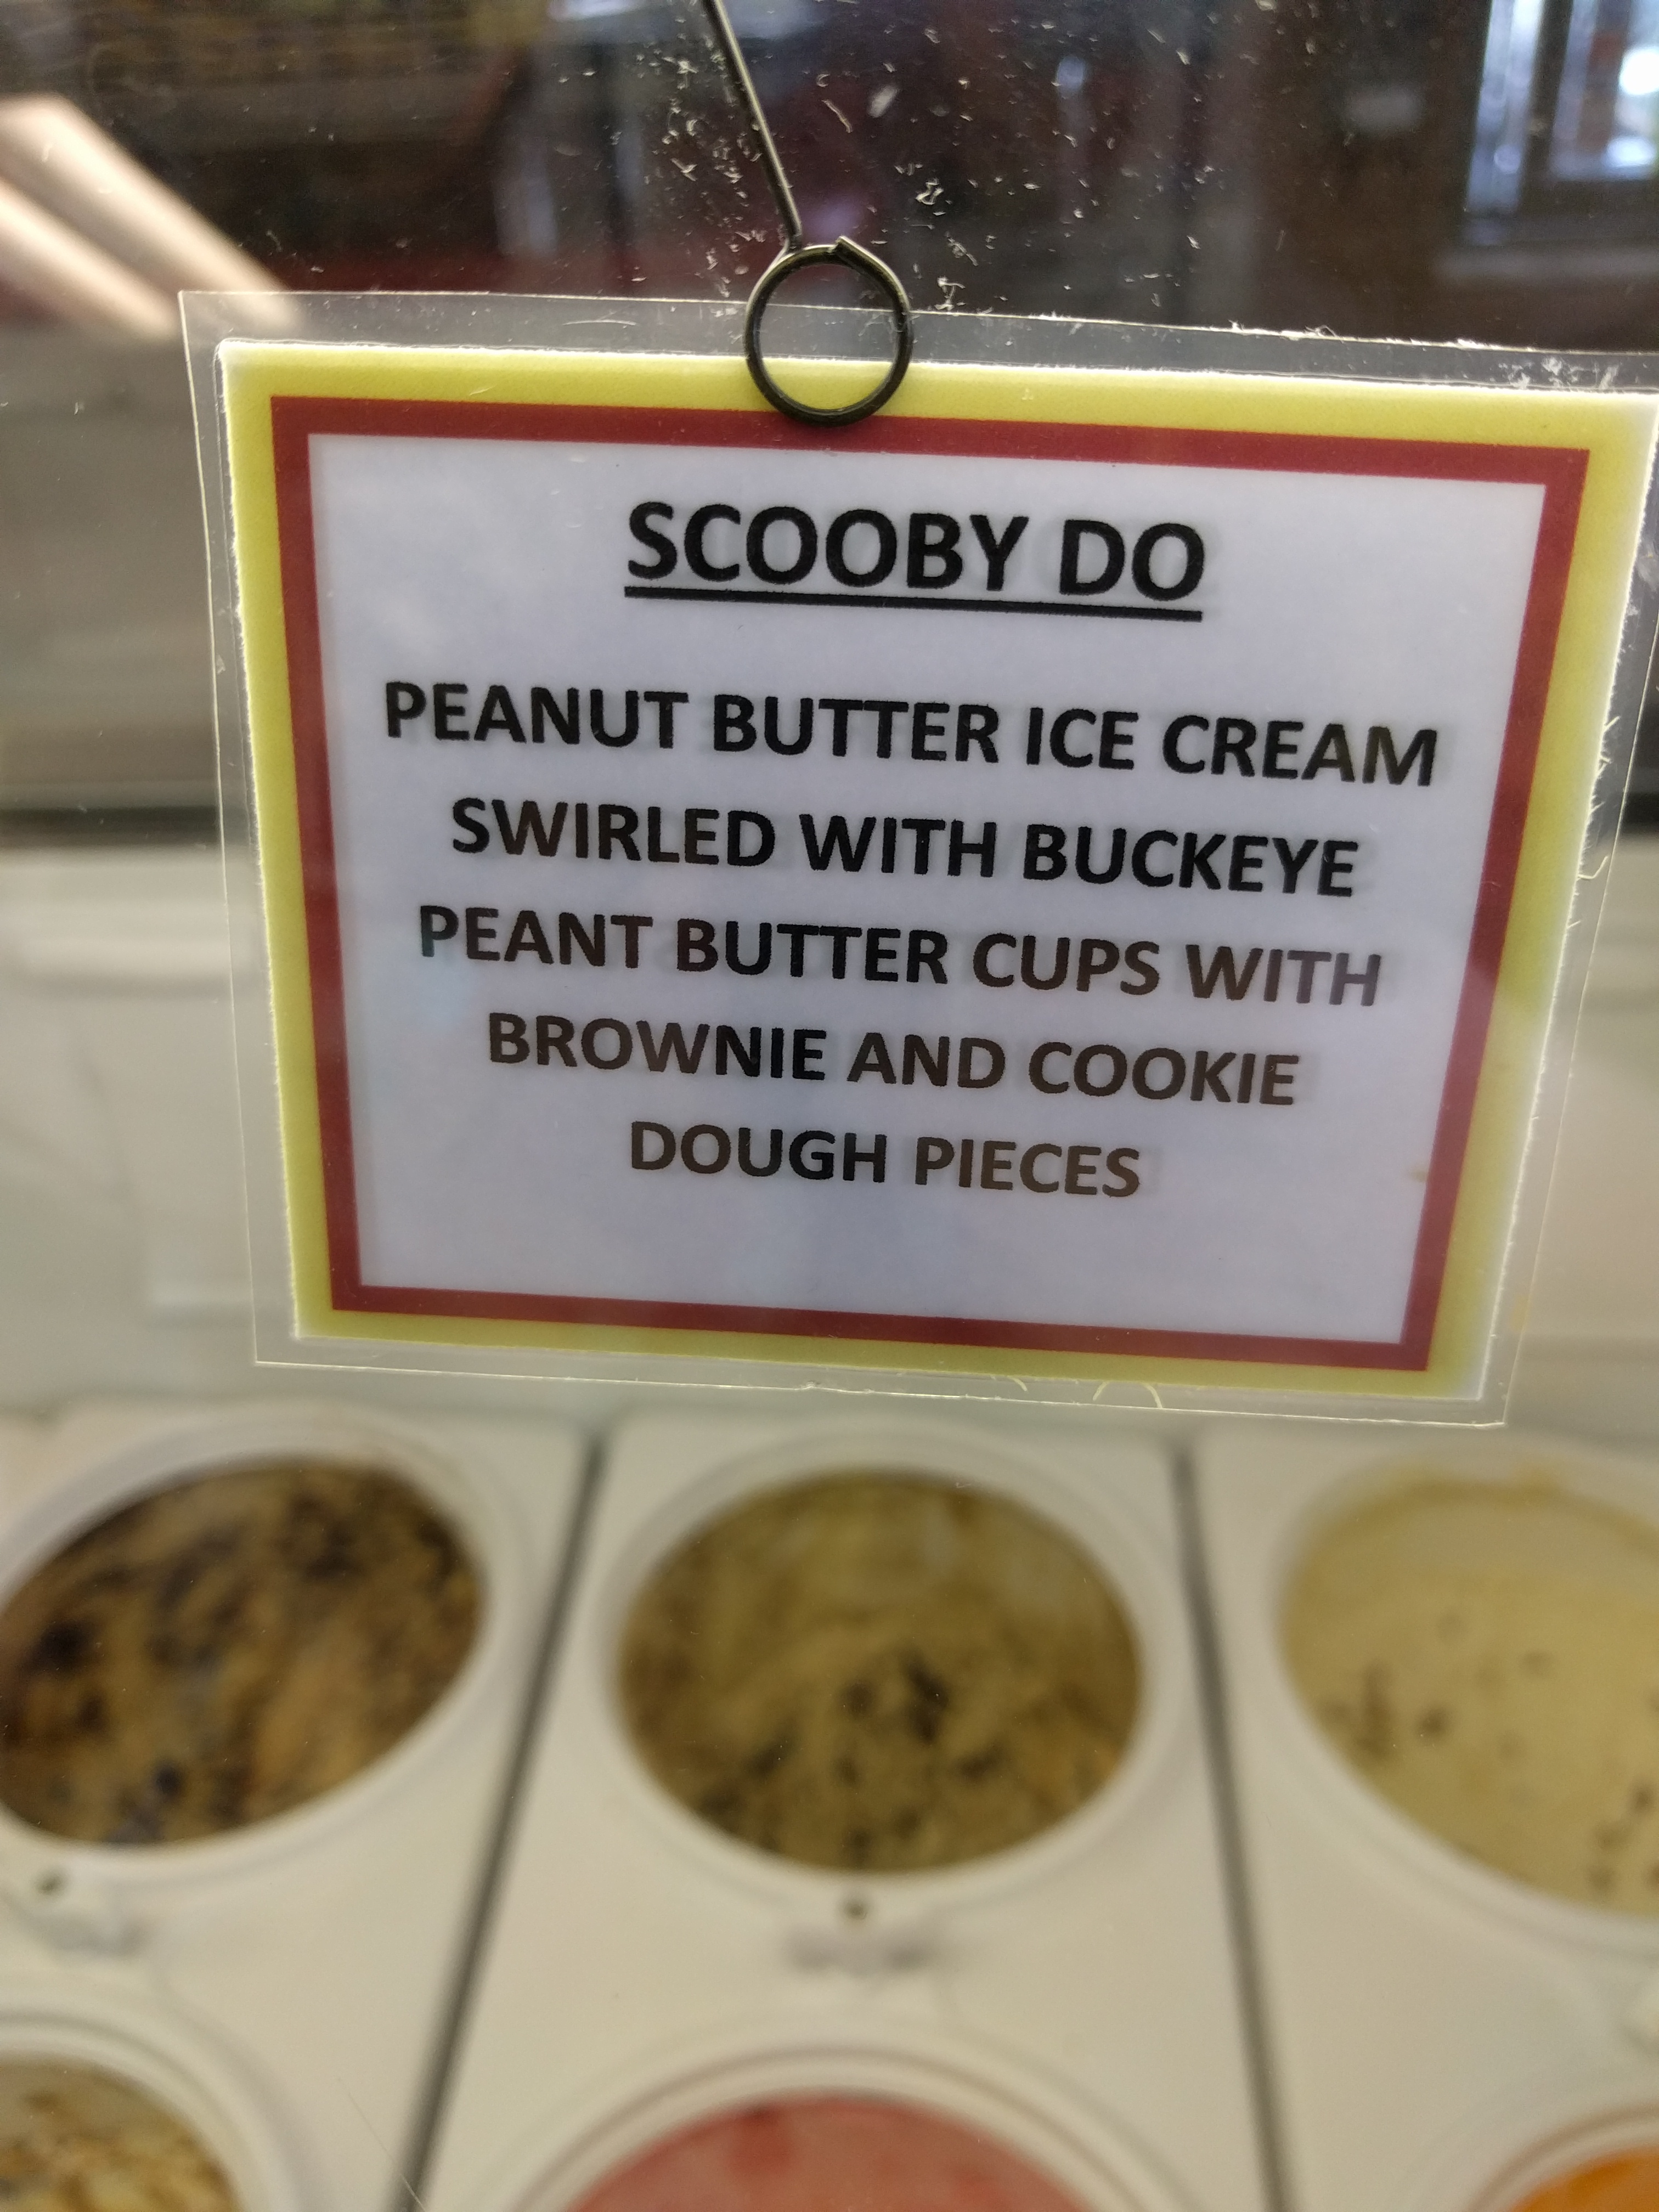 SCOOBY DO
PEANUT BUTTER ICE CREAM
SWIRLED WITH BUCKEYE
PEANT BUTTER CUPS WITH
BROWNIE AND COOKIE
DOUGH PIECES